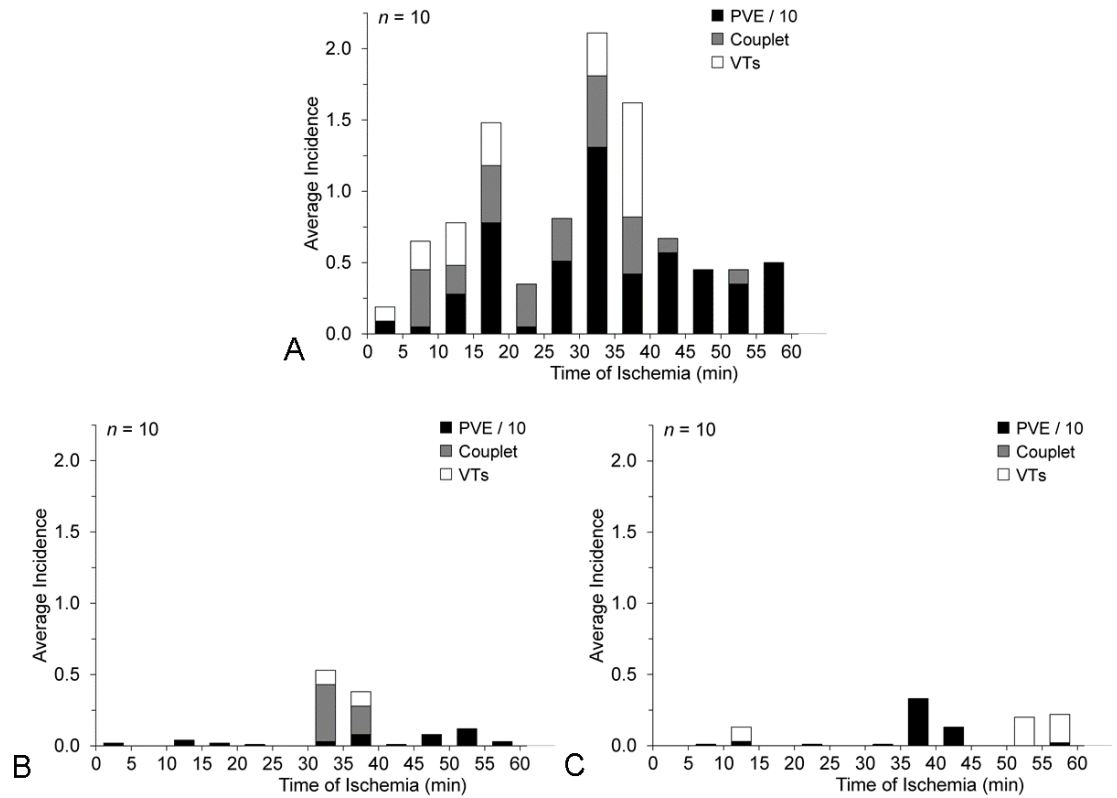 n = 10
PVE / 10
Couplet
VTs
Average Incidence
2.0
1.5
1.0
0.5
0.0
0 5 10 15 20 25 30 35 40 45 50 55 60
Time of Ischemia (min)
A
n = 10
PVE / 10
Couplet
VTs
Average Incidence
2.0
1.5
1.0
0.5
0.0
0 5 10 15 20 25 30 35 40 45 50 55 60
Time of Ischemia (min)
B
n = 10
PVE / 10
Couplet
VTs
Average Incidence
2.0
1.5
1.0
0.5
0.0
0 5 10 15 20 25 30 35 40 45 50 55 60
Time of Ischemia (min)
C